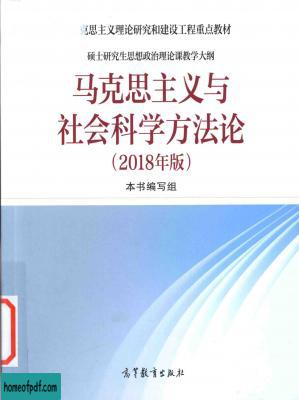 克思主义理论研究和建设工程重点教材
硕士研究生思想政治理论课教学大纲
马克思主义与
社会科学方法论
(2018年版)
本书编写组
高等教育出版社
homeofpdf.com